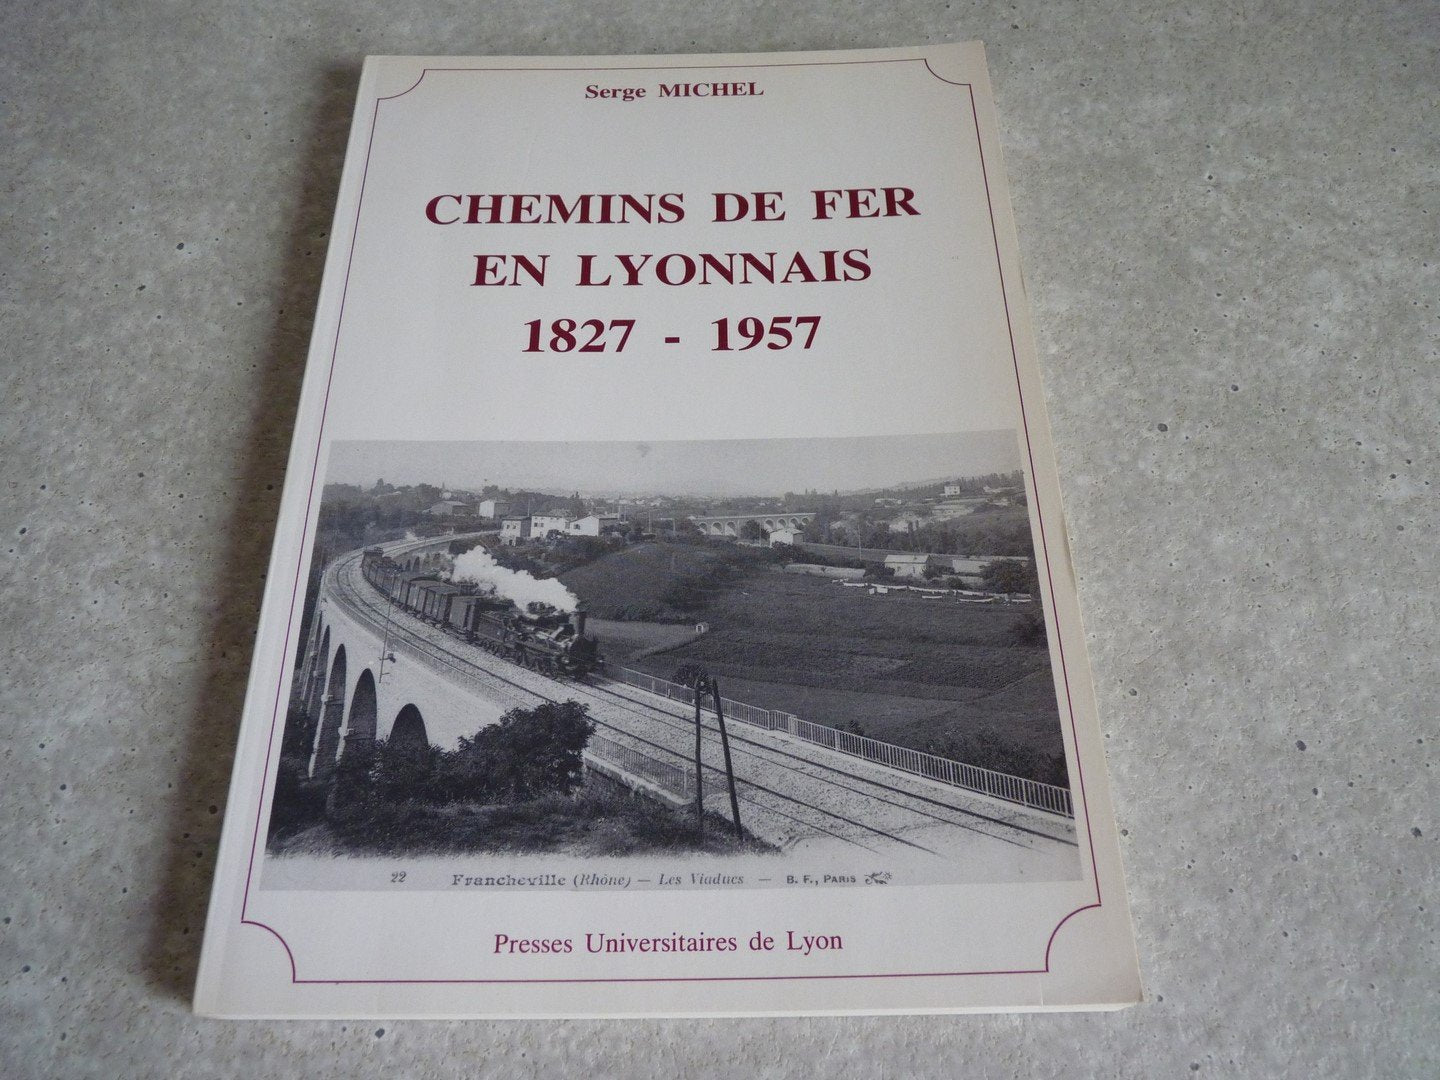 Serge MICHEL
CHEMINS DE FER
EN LYONNAIS
1827 - 1957
22 Francheville (Rhône) — Les Viaducs — B. F., PARIS
Presses Universitaires de Lyon